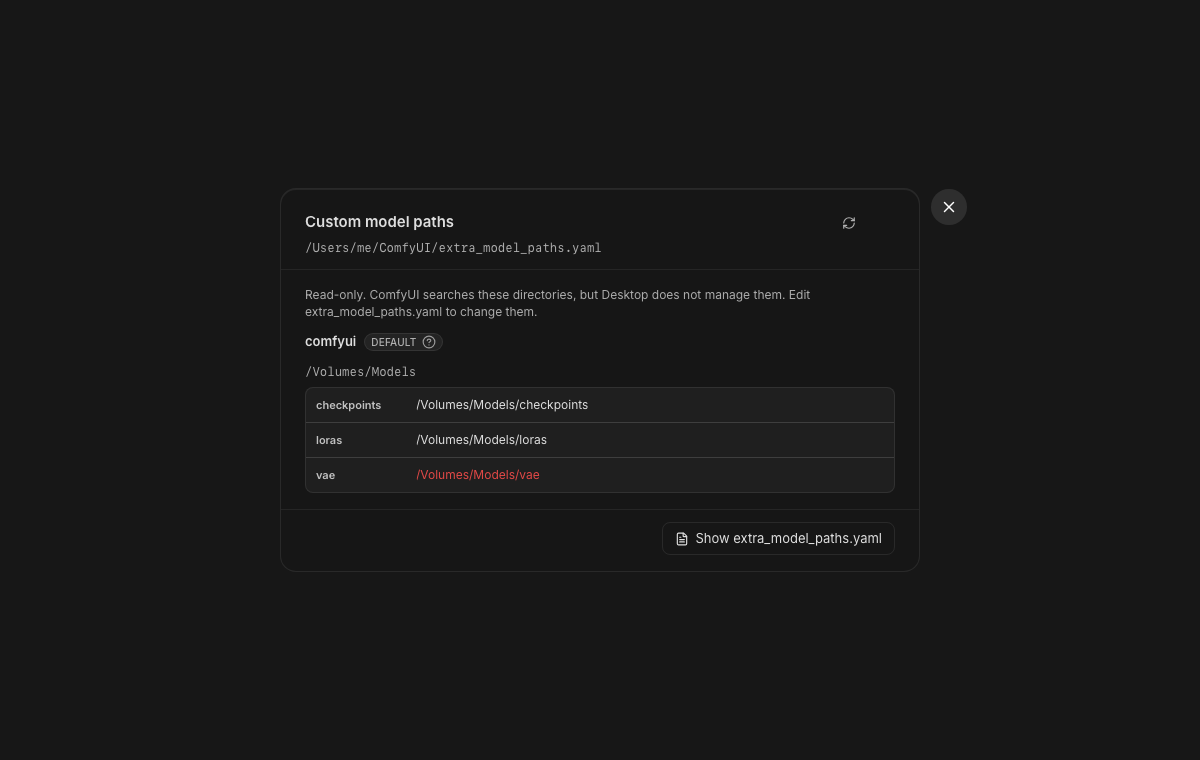 Custom model paths
/Users/me/ComfyUI/extra_model_paths.yaml
Read-only. ComfyUI searches these directories, but Desktop does not manage them. Edit
extra_model_paths.yaml to change them.
comfyui DEFAULT ?
/Volumes/Models
checkpoints /Volumes/Models/checkpoints
loras /Volumes/Models/loras
vae /Volumes/Models/vae
Show extra_model_paths.yaml